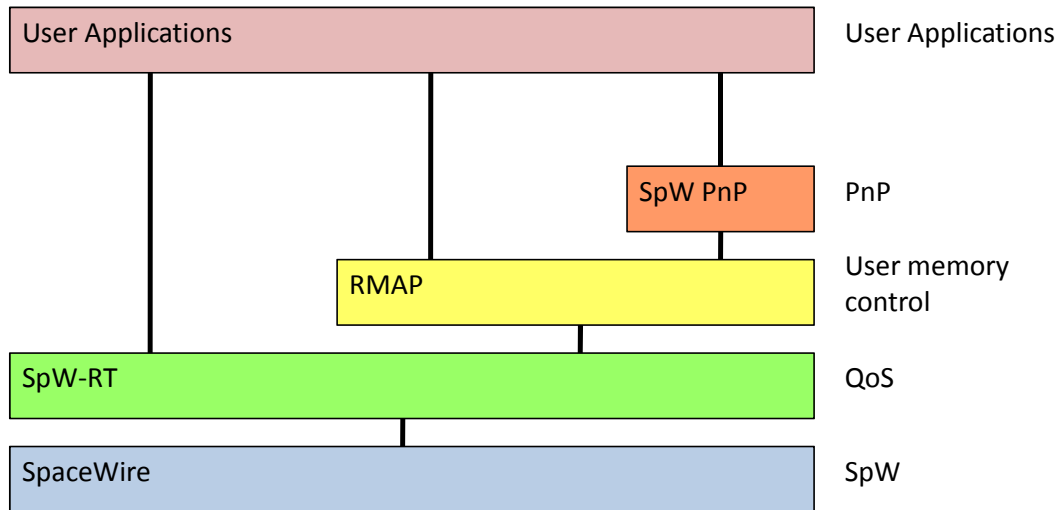 User Applications
User Applications
SpW PnP
PnP
RMAP
User memory
control
SpW-RT
QoS
SpaceWire
SpW